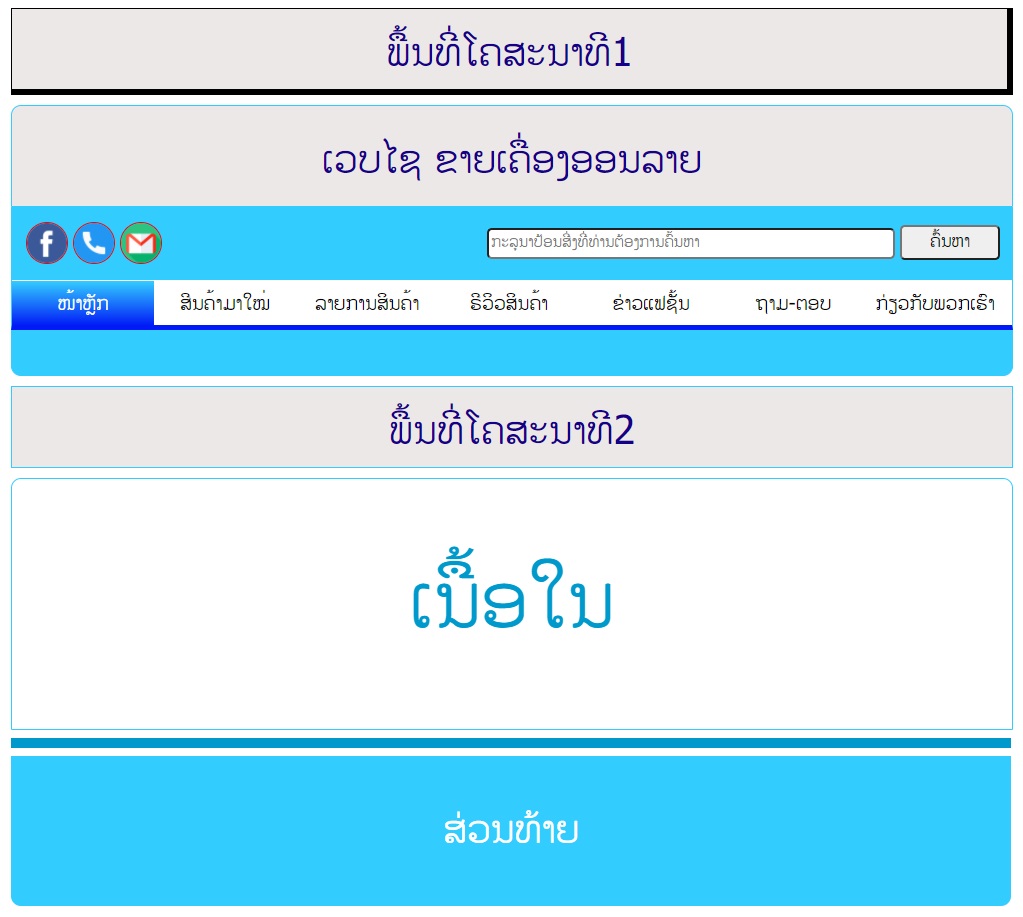 ພື້ນທີ່ໂຄສະນາທີ1
ເວບໄຊ ຂາຍເຄື່ອງອອນລາຍ
ກະລຸນາປ້ອນສິ່ງທີ່ທ່ານຕ້ອງການຄົ້ນຫາ ຄົ້ນຫາ
ໜ້າຫຼັກ ສິນຄ້າມາໃໝ່ ລາຍການສິນຄ້າ ຣີວິວສິນຄ້າ ຂ່າວແຟຊັ້ນ ຖາມ-ຕອບ ກ່ຽວກັບພວກເຮົາ
ພື້ນທີ່ໂຄສະນາທີ2
ເນື້ອໃນ
ສ່ວນທ້າຍ